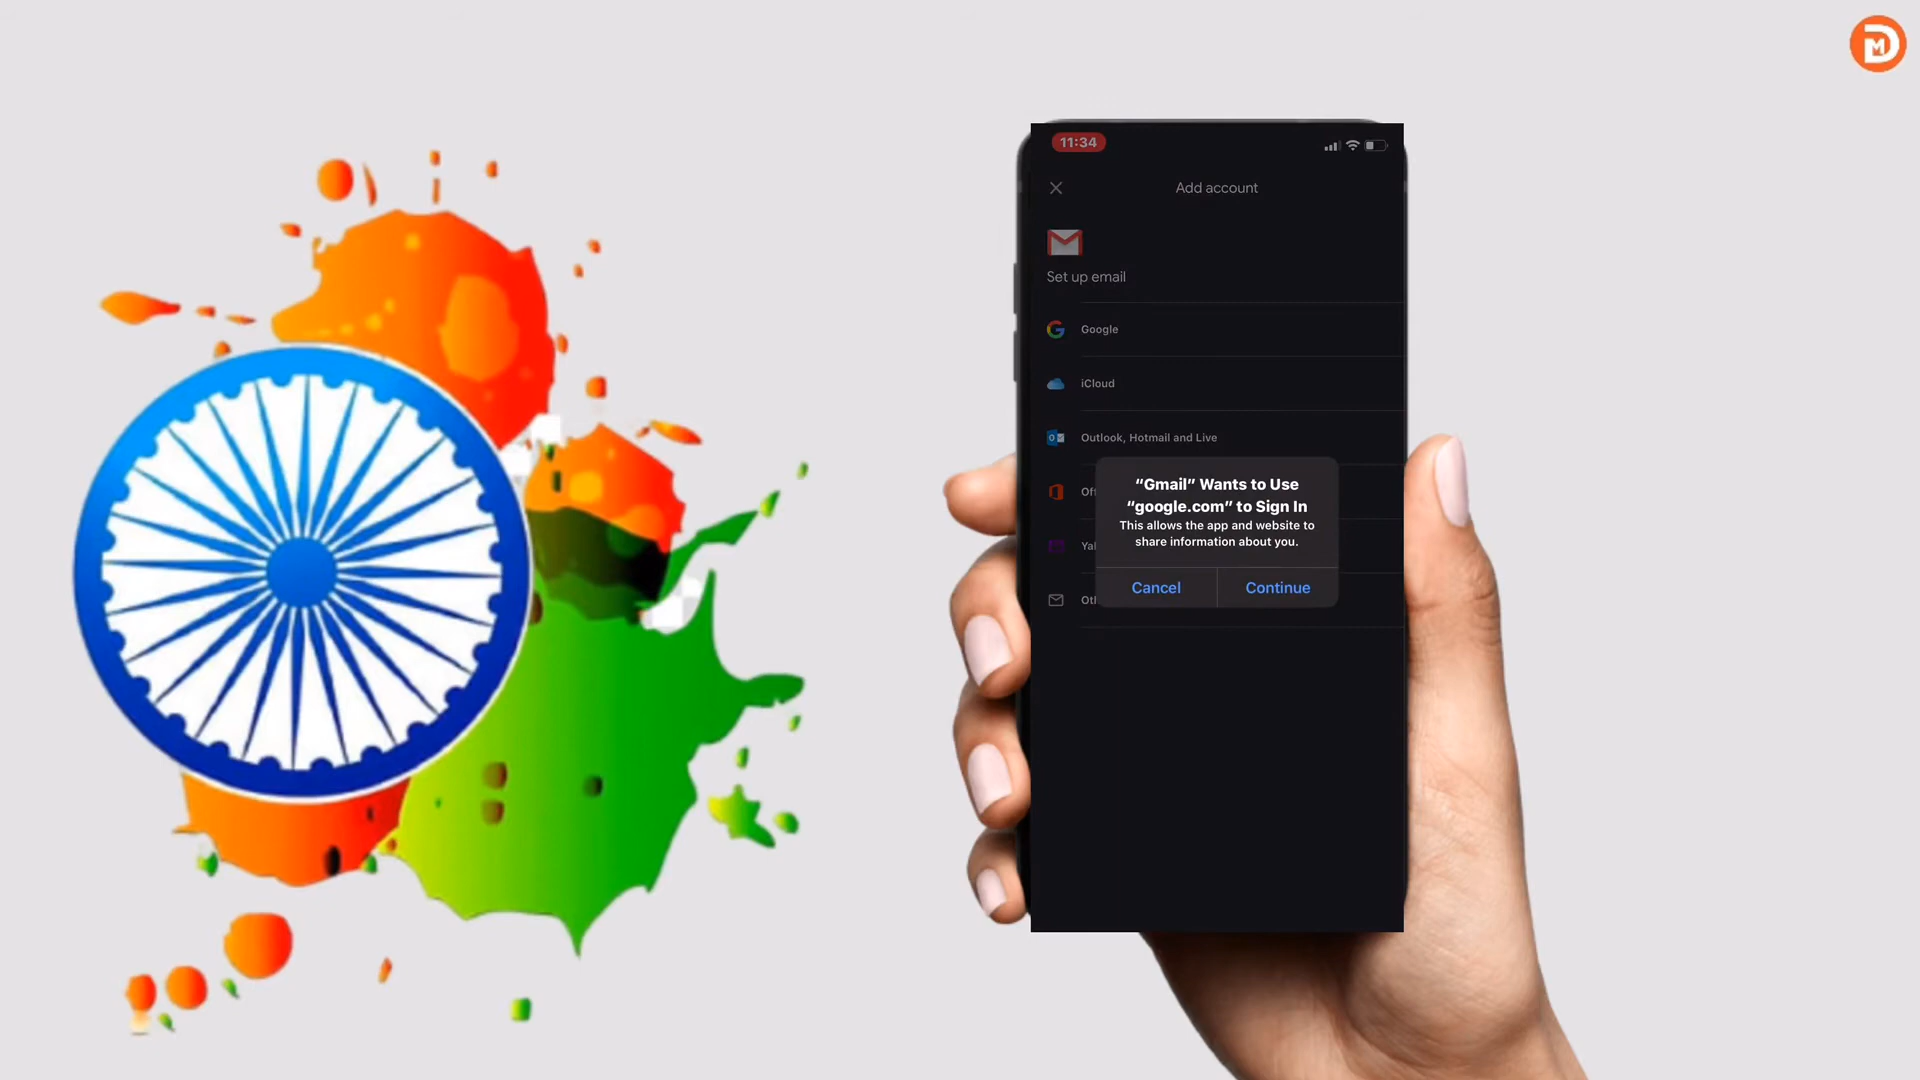 11:34
Add account
Set up email
Google
iCloud
Outlook, Hotmail and Live
“Gmail” Wants to Use
“google.com” to Sign In
This allows the app and website to
share information about you.
Cancel
Continue